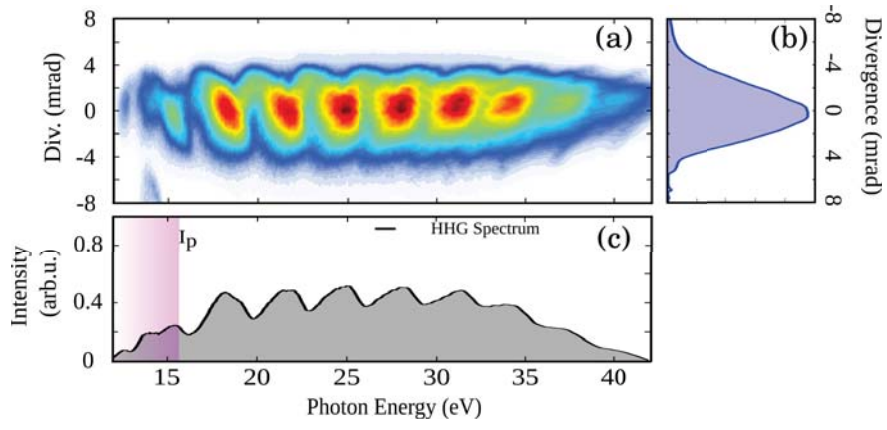 8
4
0
-4
-8
Div. (mrad)
(a)
(b)
-8
-4
0
4
8
Divergence (mrad)
0.8
0.4
0
Intensity (arb.u.)
Ip
HHG Spectrum
(c)
15 20 25 30 35 40
Photon Energy (eV)